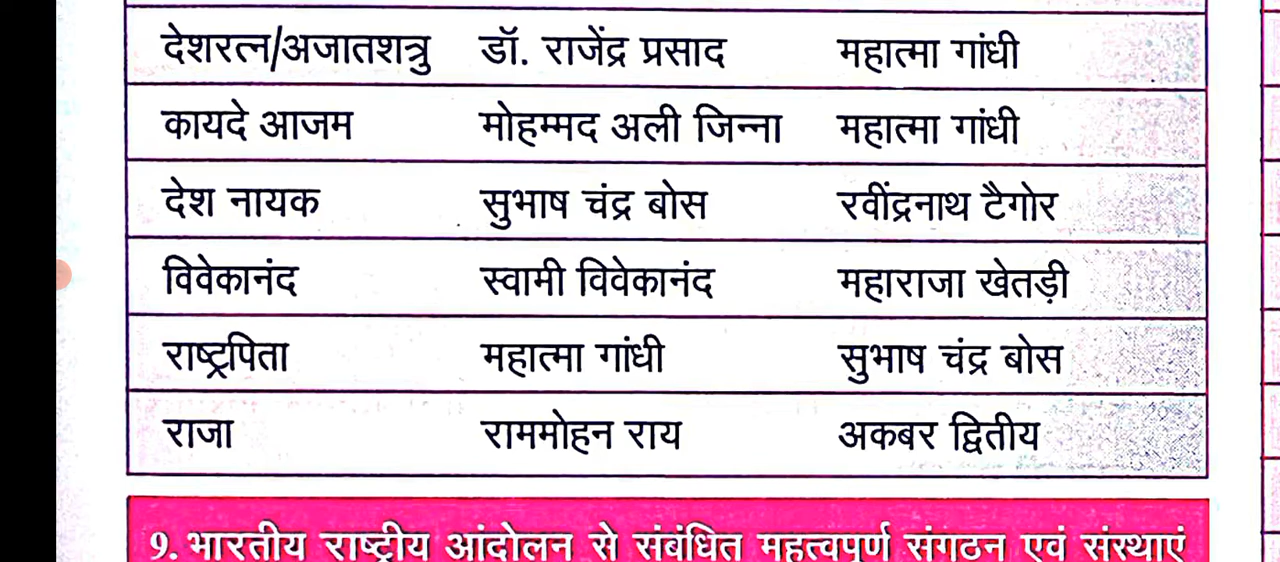 देशरत्न/अजातशत्रु डॉ. राजेंद्र प्रसाद महात्मा गांधी
कायदे आजम मोहम्मद अली जिन्ना महात्मा गांधी
देश नायक सुभाष चंद्र बोस रवींद्रनाथ टैगोर
विवेकानंद स्वामी विवेकानंद महाराजा खेतड़ी
राष्ट्रपिता महात्मा गांधी सुभाष चंद्र बोस
राजा राममोहन राय अकबर द्वितीय
9. भारतीय राष्ट्रीय आंदोलन से संबंधित महत्वपूर्ण संगठन एवं संस्थाएं